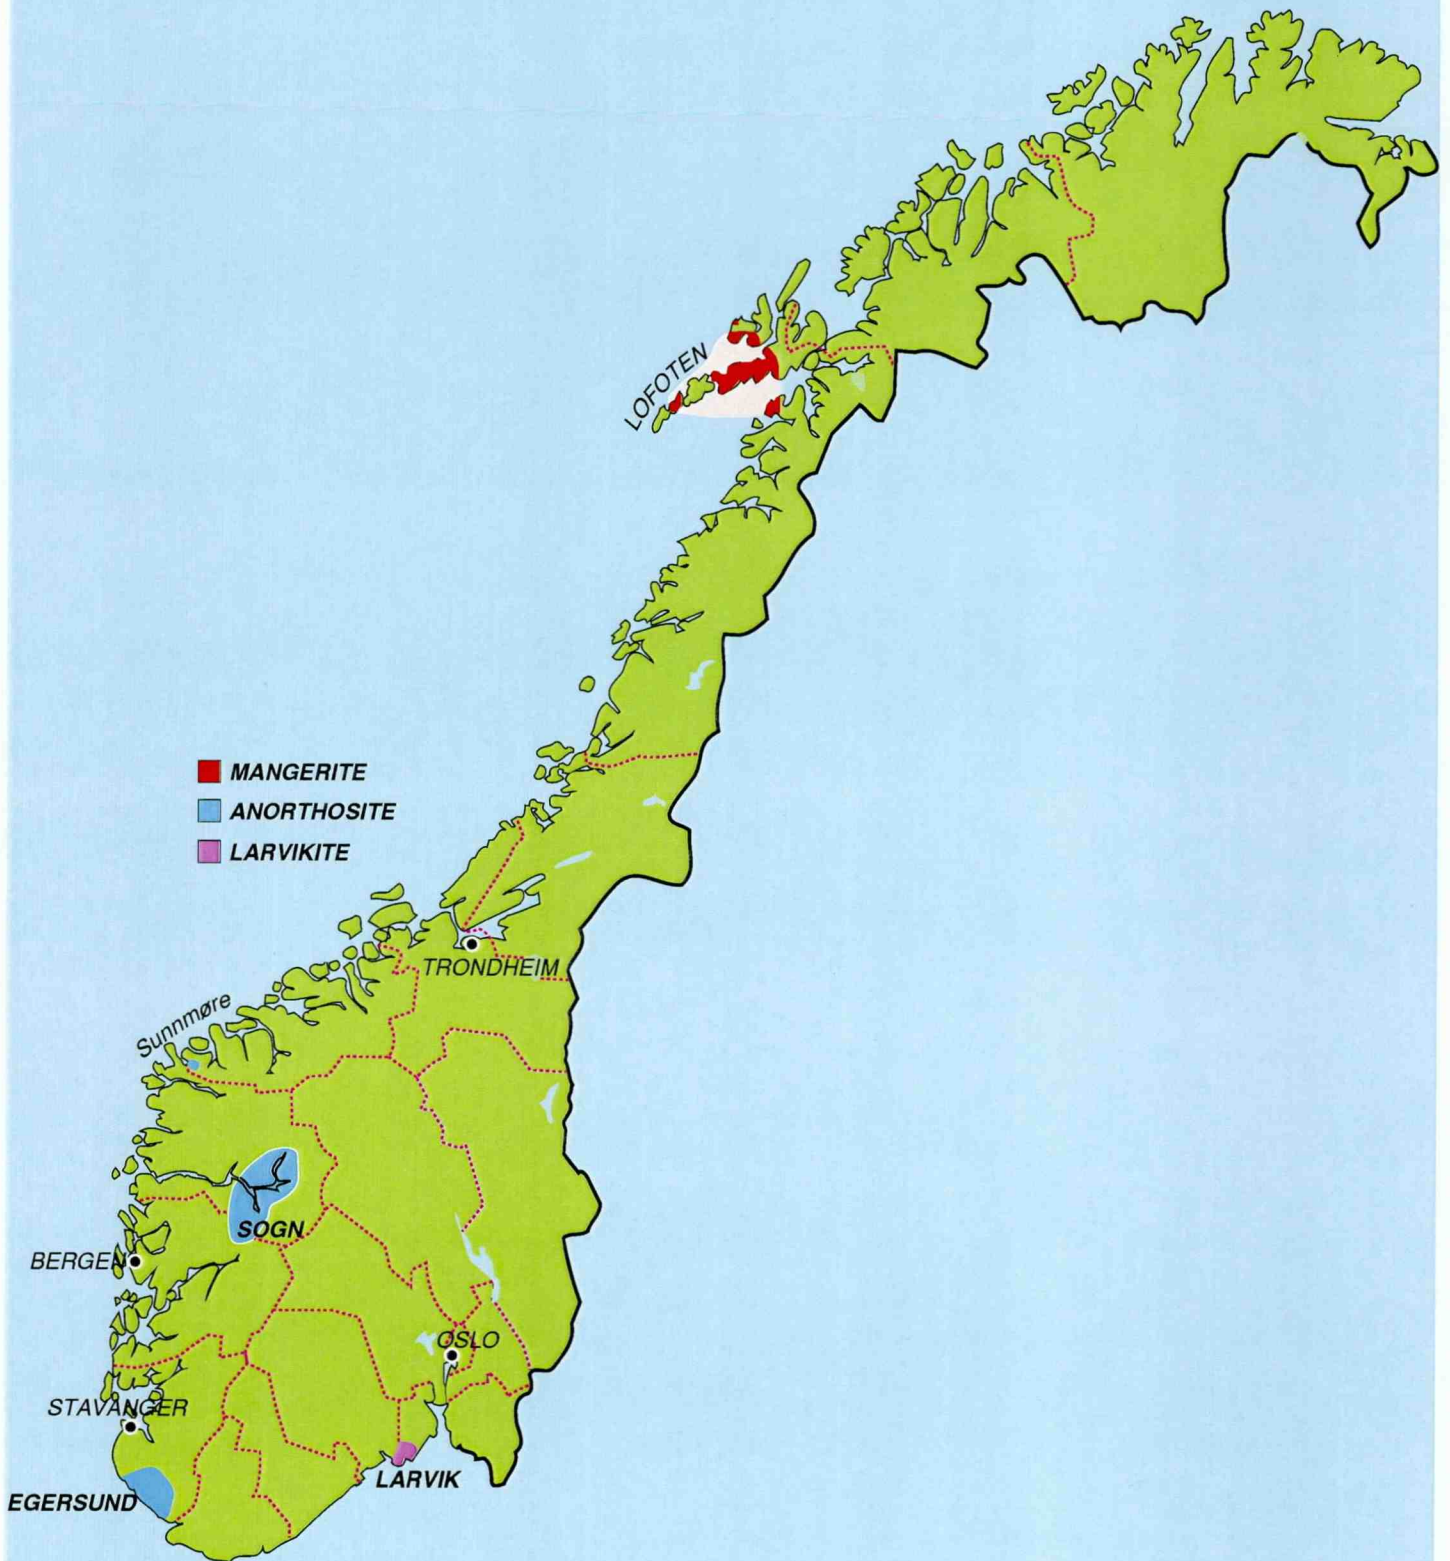 LOFOTEN
MANGERITE
ANORTHOSITE
LARVIKITE
TRONDHEIM
Sunnmøre
SOGN
BERGEN
OSLO
STAVANGER
LARVIK
EGERSUND